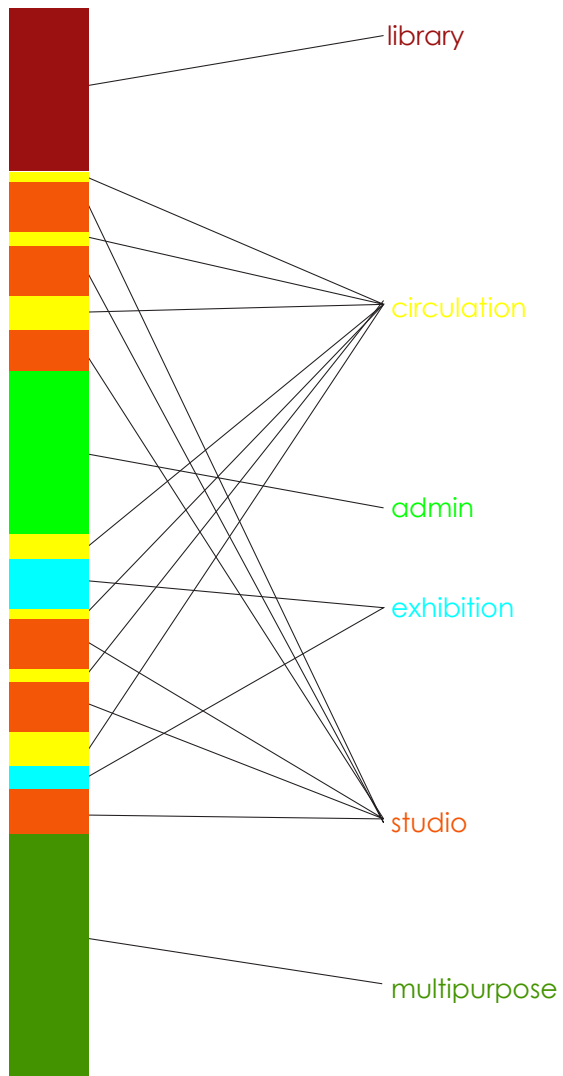 library
circulation
admin
exhibition
studio
multipurpose